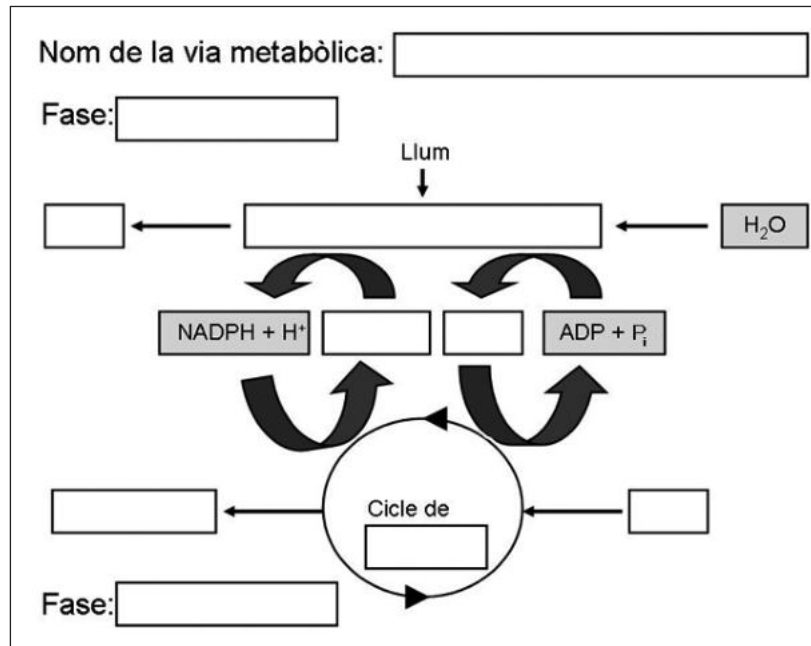 Nom de la via metabòlica:
Fase:
Llum
H₂O
NADPH + H⁺
ADP + Pᵢ
Cicle de
Fase: